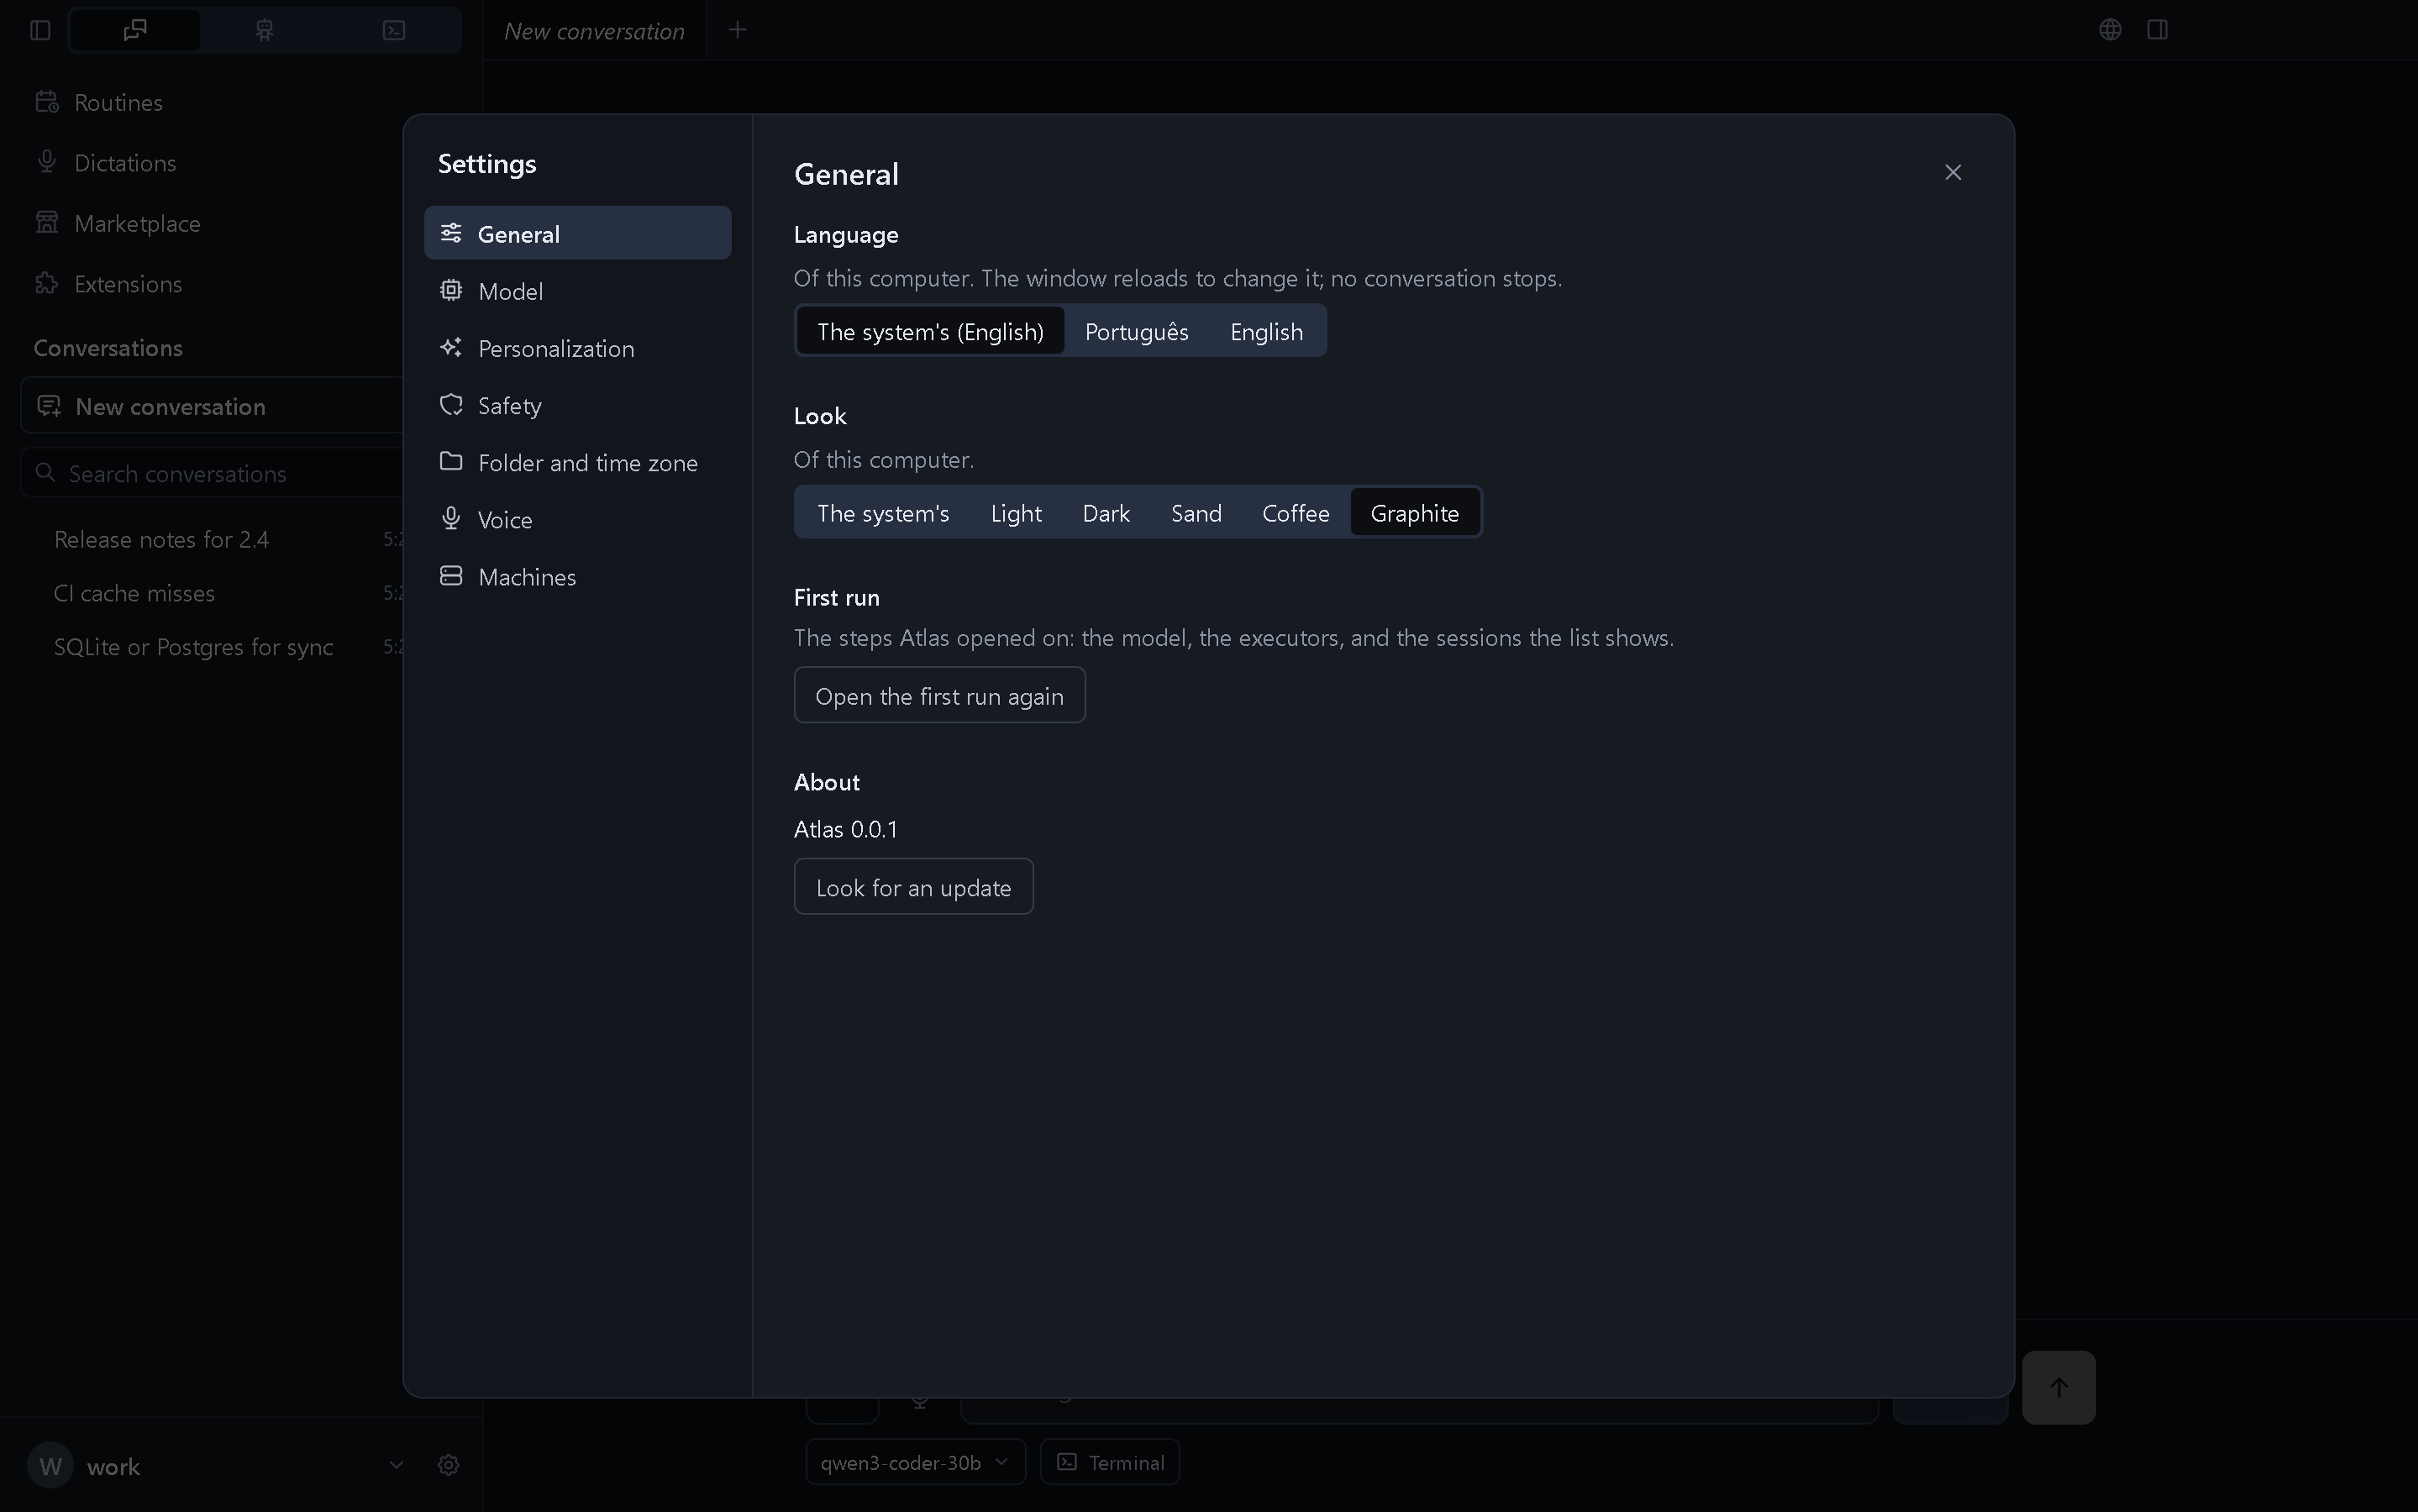 New conversation
Routines
Dictations
Marketplace
Extensions
Conversations
New conversation
Search conversations
Release notes for 2.4
CI cache misses
SQLite or Postgres for sync
W work
Settings
General
Model
Personalization
Safety
Folder and time zone
Voice
Machines
General
Language
Of this computer. The window reloads to change it; no conversation stops.
The system's (English) Português English
Look
Of this computer.
The system's Light Dark Sand Coffee Graphite
First run
The steps Atlas opened on: the model, the executors, and the sessions the list shows.
Open the first run again
About
Atlas 0.0.1
Look for an update
qwen3-coder-30b Terminal